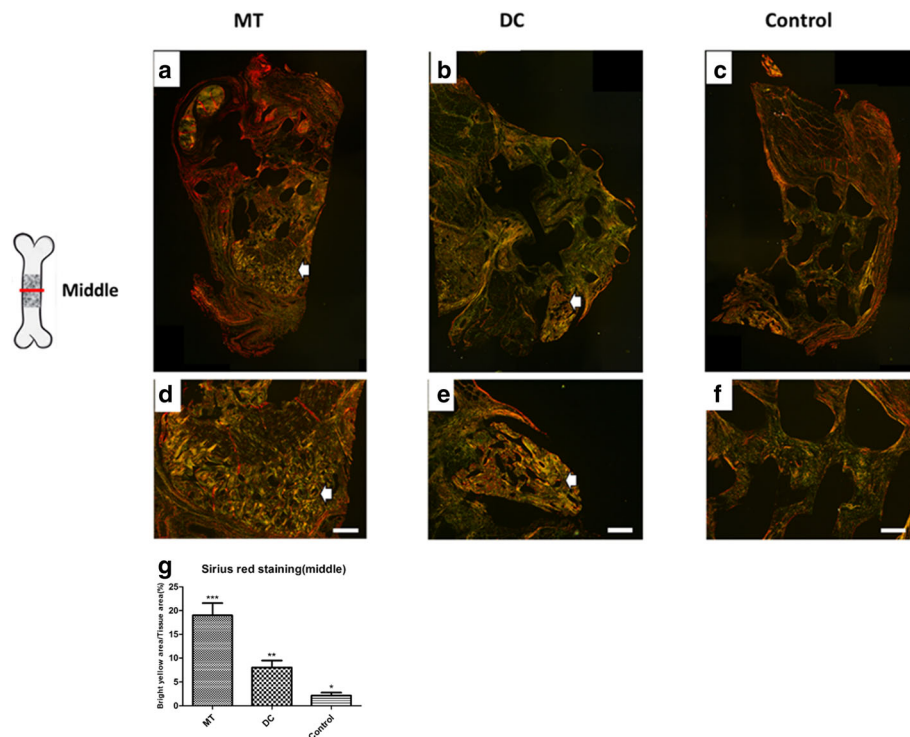 MT DC Control
a b c
Middle
d e f
g Sirius red staining(middle)
Bright yellow area/Tissue area(%)
25
20
15
10
5
0
*** ** *
MT DC Control